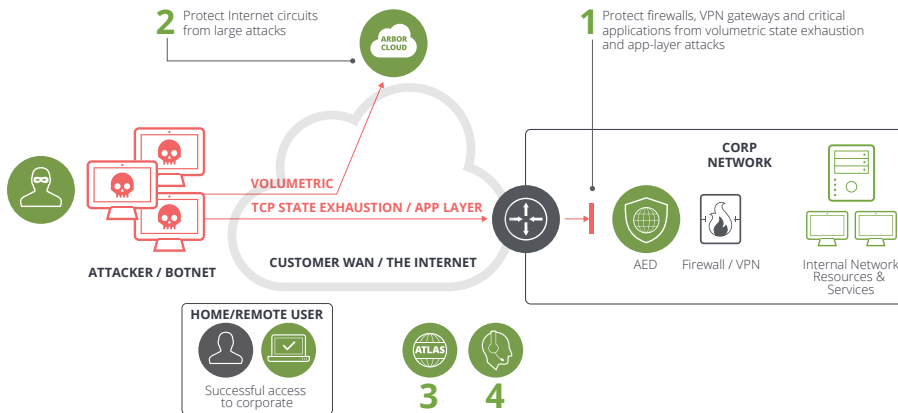 2 Protect Internet circuits
from large attacks
ARBOR
CLOUD
1 Protect firewalls, VPN gateways and critical
applications from volumetric state exhaustion
and app-layer attacks
CORP
NETWORK
VOLUMETRIC
TCP STATE EXHAUSTION / APP LAYER
ATTACKER / BOTNET
CUSTOMER WAN / THE INTERNET
AED
Firewall / VPN
Internal Network
Resources &
Services
HOME/REMOTE USER
Successful access
to corporate
ATLAS
3
4